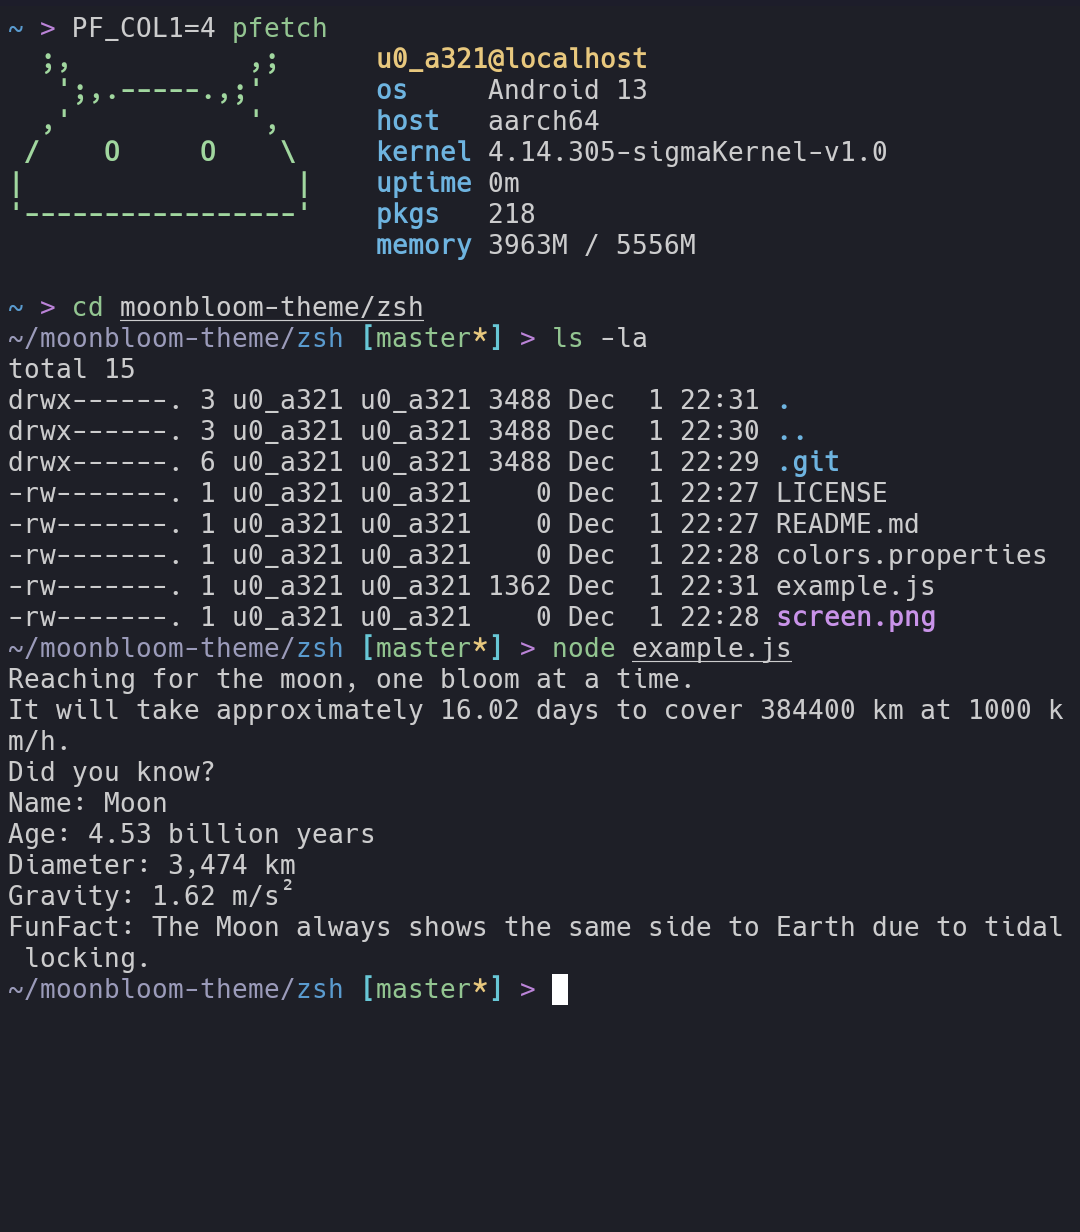 ~ > PF_COL1=4 pfetch
  ;,           ,;      u0_a321@localhost
   ';,.-----.,;'       os     Android 13
  ,'           ',      host   aarch64
 /    O     O    \     kernel 4.14.305-sigmaKernel-v1.0
|                 |    uptime 0m
'-----------------'    pkgs   218
                       memory 3963M / 5556M
~ > cd moonbloom-theme/zsh
~/moonbloom-theme/zsh [master*] > ls -la
total 15
drwx------. 3 u0_a321 u0_a321 3488 Dec  1 22:31 .
drwx------. 3 u0_a321 u0_a321 3488 Dec  1 22:30 ..
drwx------. 6 u0_a321 u0_a321 3488 Dec  1 22:29 .git
-rw-------. 1 u0_a321 u0_a321    0 Dec  1 22:27 LICENSE
-rw-------. 1 u0_a321 u0_a321    0 Dec  1 22:27 README.md
-rw-------. 1 u0_a321 u0_a321    0 Dec  1 22:28 colors.properties
-rw-------. 1 u0_a321 u0_a321 1362 Dec  1 22:31 example.js
-rw-------. 1 u0_a321 u0_a321    0 Dec  1 22:28 screen.png
~/moonbloom-theme/zsh [master*] > node example.js
Reaching for the moon, one bloom at a time.
It will take approximately 16.02 days to cover 384400 km at 1000 k
m/h.
Did you know?
Name: Moon
Age: 4.53 billion years
Diameter: 3,474 km
Gravity: 1.62 m/s²
FunFact: The Moon always shows the same side to Earth due to tidal
 locking.
~/moonbloom-theme/zsh [master*] >